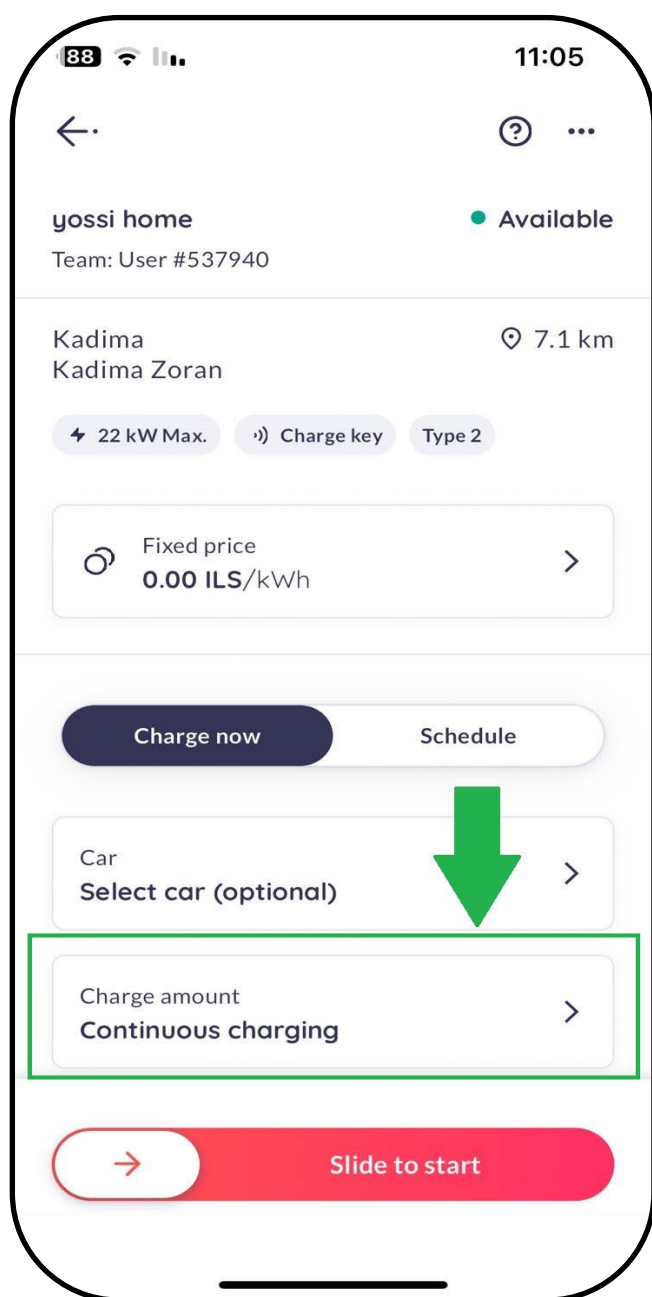 88 11:05
yossi home Available
Team: User #537940
Kadima 7.1 km
Kadima Zoran
22 kW Max. Charge key Type 2
Fixed price
0.00 ILS/kWh
Charge now Schedule
Car
Select car (optional)
Charge amount
Continuous charging
Slide to start